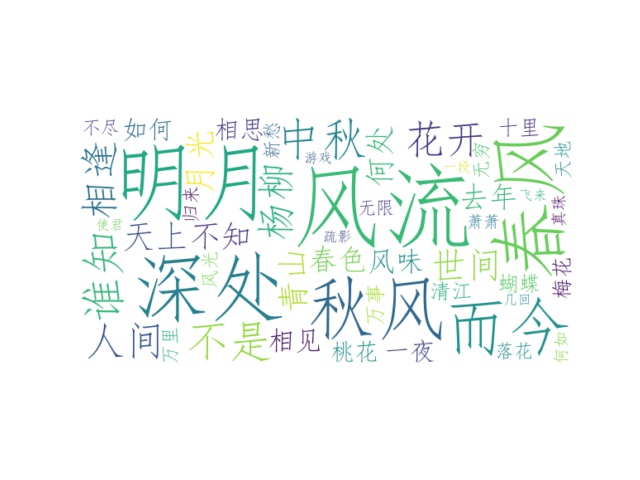 不尽 如何 相思 新愁 中秋 何处 花开 十里
相逢 明月 月光 归来 杨柳 游戏 风流 无限 一段 无穷 去年 飞来 春风 天地
使君 谁知 天上 不知 疏影 萧萧 真珠
深处 风光 青山 春色 风味 世间 蝴蝶 梅花
人间 万里 不是 相见 秋风 万事 清江 几回 而今
桃花 一夜 落花 何如